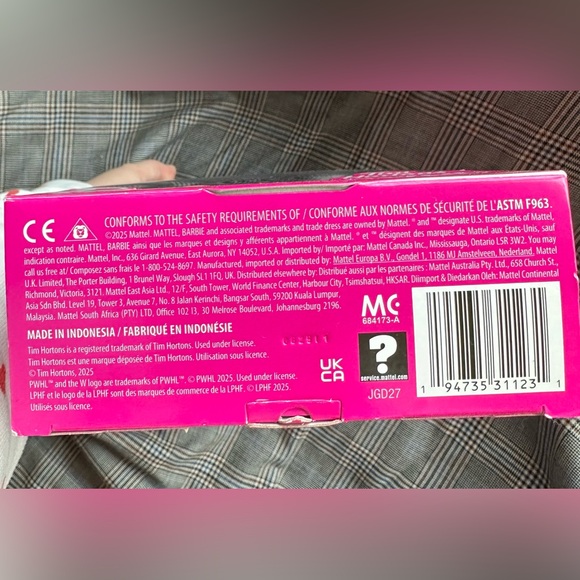 CE
CONFORMS TO THE SAFETY REQUIREMENTS OF / CONFORME AUX NORMES DE SÉCURITÉ DE L'ASTM F963.
©2025 Mattel. MATTEL, BARBIE and associated trademarks and trade dress are owned by Mattel. ® and ™ designate U.S. trademarks of Mattel,
except as noted. MATTEL, BARBIE ainsi que les marques et designs y afférents appartiennent à Mattel. ® et ™ désignent des marques de Mattel aux États-Unis, sauf
indication contraire. Mattel, Inc., 636 Girard Avenue, East Aurora, NY 14052, U.S.A. Imported by/ Importé par: Mattel Canada Inc., Mississauga, Ontario L5R 3W2. You may
call us free at/ Composez sans frais le 1-800-524-8697. Manufactured, imported or distributed by: Mattel Europa B.V., Gondel 1, 1186 MJ Amstelveen, Nederland. Mattel
U.K. Limited, The Porter Building, 1 Brunel Way, Slough SL1 1FQ, UK. Distributed elsewhere by: Distribué aussi par les partenaires : Mattel Australia Pty. Ltd., 658 Church St.,
Richmond, Victoria, 3121. Mattel East Asia Ltd., 12/F, South Tower, World Finance Center, Harbour City, Tsimshatsui, HKSAR. Diimport & Diedarkan Oleh: Mattel Continental
Asia Sdn Bhd. Level 19, Tower 3, Avenue 7, No. 8 Jalan Kerinchi, Bangsar South, 59200 Kuala Lumpur,
Malaysia. Mattel South Africa (PTY) LTD, Office 102 I3, 30 Melrose Boulevard, Johannesburg 2196.
MADE IN INDONESIA / FABRIQUÉ EN INDONÉSIE
Tim Hortons is a registered trademark of Tim Hortons. Used under license.
Tim Hortons est une marque déposée de Tim Hortons. Utilisés sous licence.
© Tim Hortons, 2025
PWHL™ and the W logo are trademarks of PWHL. © PWHL 2025. Used under license.
LPHF et le logo de la LPHF sont des marques de commerce de la LPHF. © LPHF 2025.
Utilisés sous licence.
UK
CA
MC
684173-A
?
service.mattel.com
JGD27
1 94735 31123 1